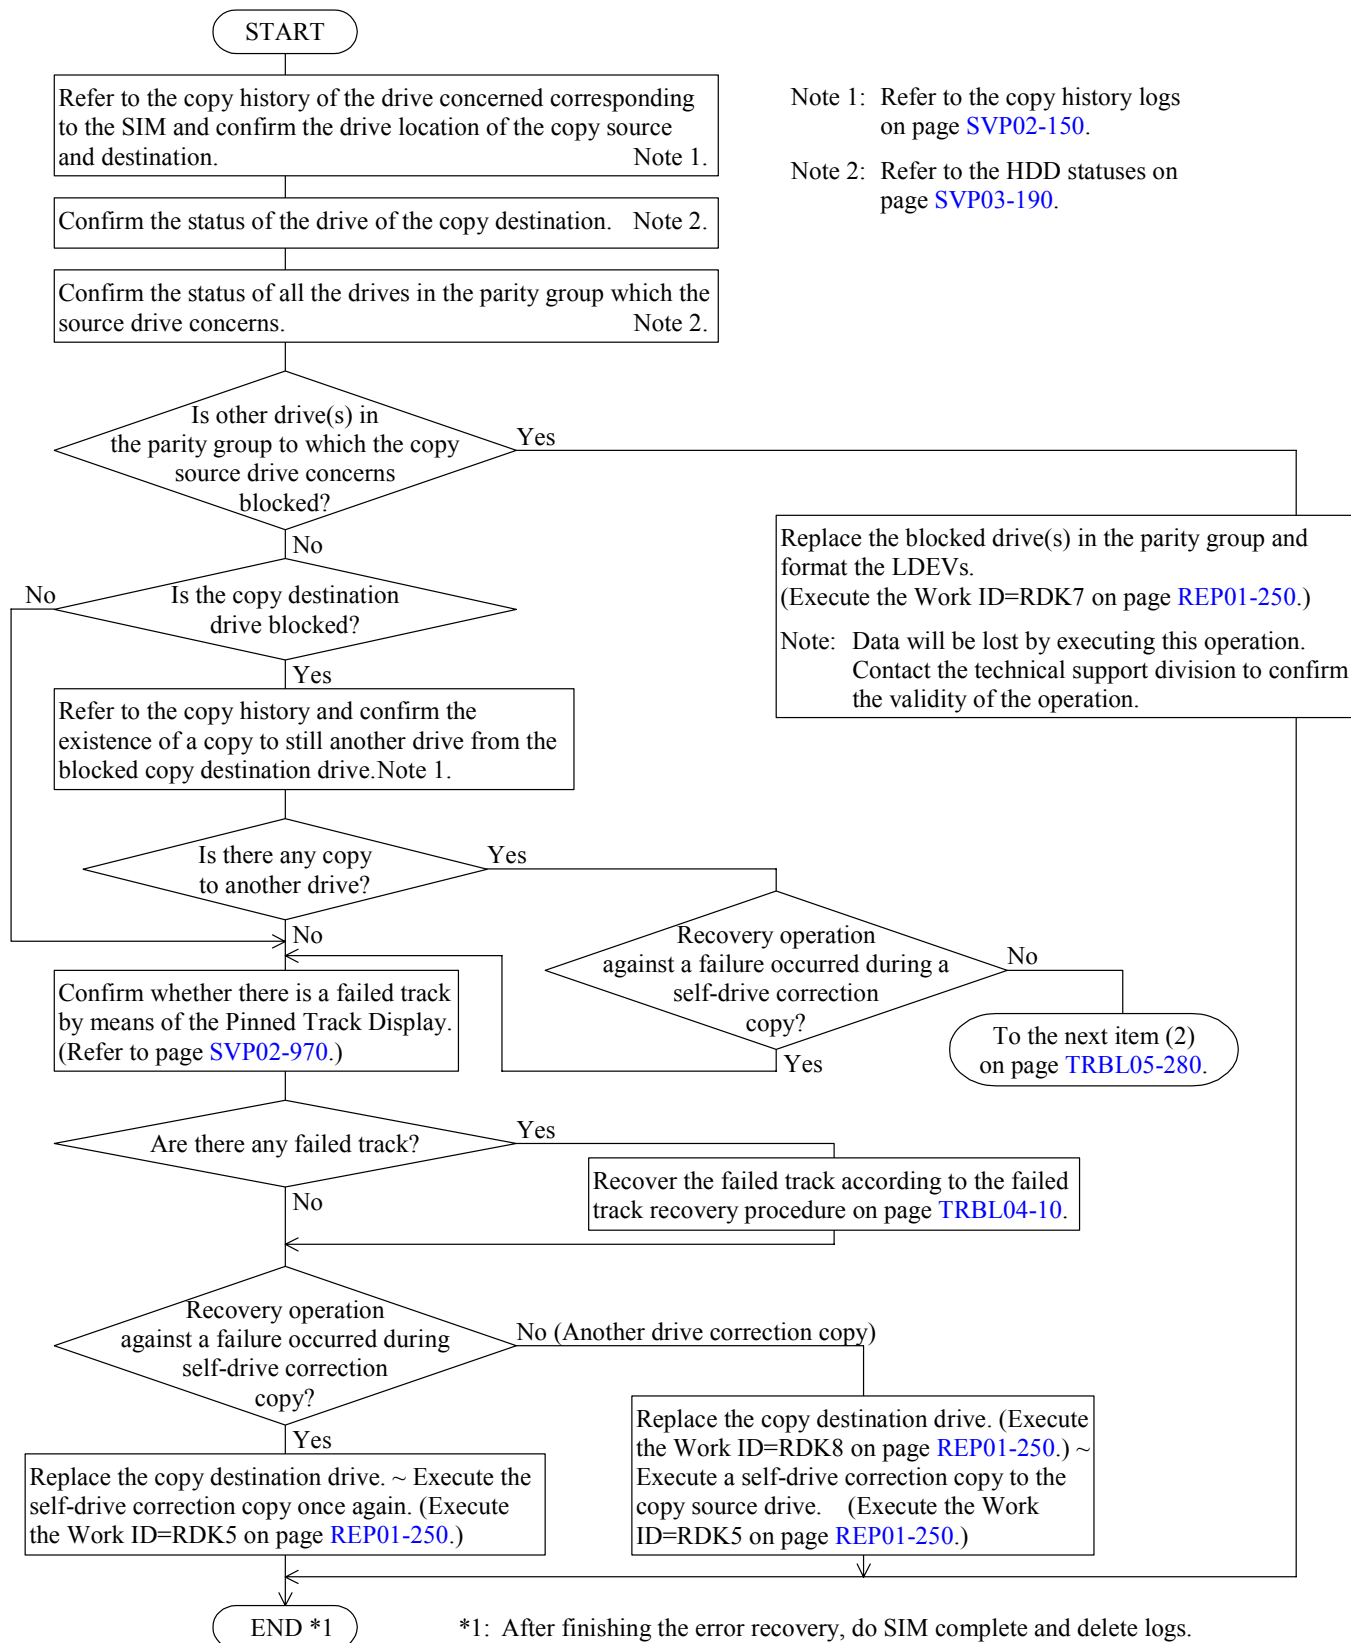 START
Refer to the copy history of the drive concerned corresponding
to the SIM and confirm the drive location of the copy source
and destination. Note 1.
Note 1: Refer to the copy history logs
on page SVP02-150.
Note 2: Refer to the HDD statuses on
page SVP03-190.
Confirm the status of the drive of the copy destination. Note 2.
Confirm the status of all the drives in the parity group which the
source drive concerns. Note 2.
Is other drive(s) in
the parity group to which the copy
source drive concerns
blocked?
Yes
No
Replace the blocked drive(s) in the parity group and
format the LDEVs.
(Execute the Work ID=RDK7 on page REP01-250.)
Note: Data will be lost by executing this operation.
Contact the technical support division to confirm
the validity of the operation.
No
Is the copy destination
drive blocked?
Yes
Refer to the copy history and confirm the
existence of a copy to still another drive from the
blocked copy destination drive.Note 1.
Is there any copy
to another drive?
Yes
No
Recovery operation
against a failure occurred during a
self-drive correction
copy?
No
Yes
To the next item (2)
on page TRBL05-280.
Confirm whether there is a failed track
by means of the Pinned Track Display.
(Refer to page SVP02-970.)
Are there any failed track?
Yes
No
Recover the failed track according to the failed
track recovery procedure on page TRBL04-10.
Recovery operation
against a failure occurred during
self-drive correction
copy?
No (Another drive correction copy)
Yes
Replace the copy destination drive. ~ Execute the
self-drive correction copy once again. (Execute
the Work ID=RDK5 on page REP01-250.)
Replace the copy destination drive. (Execute
the Work ID=RDK8 on page REP01-250.) ~
Execute a self-drive correction copy to the
copy source drive. (Execute the Work
ID=RDK5 on page REP01-250.)
END *1
*1: After finishing the error recovery, do SIM complete and delete logs.